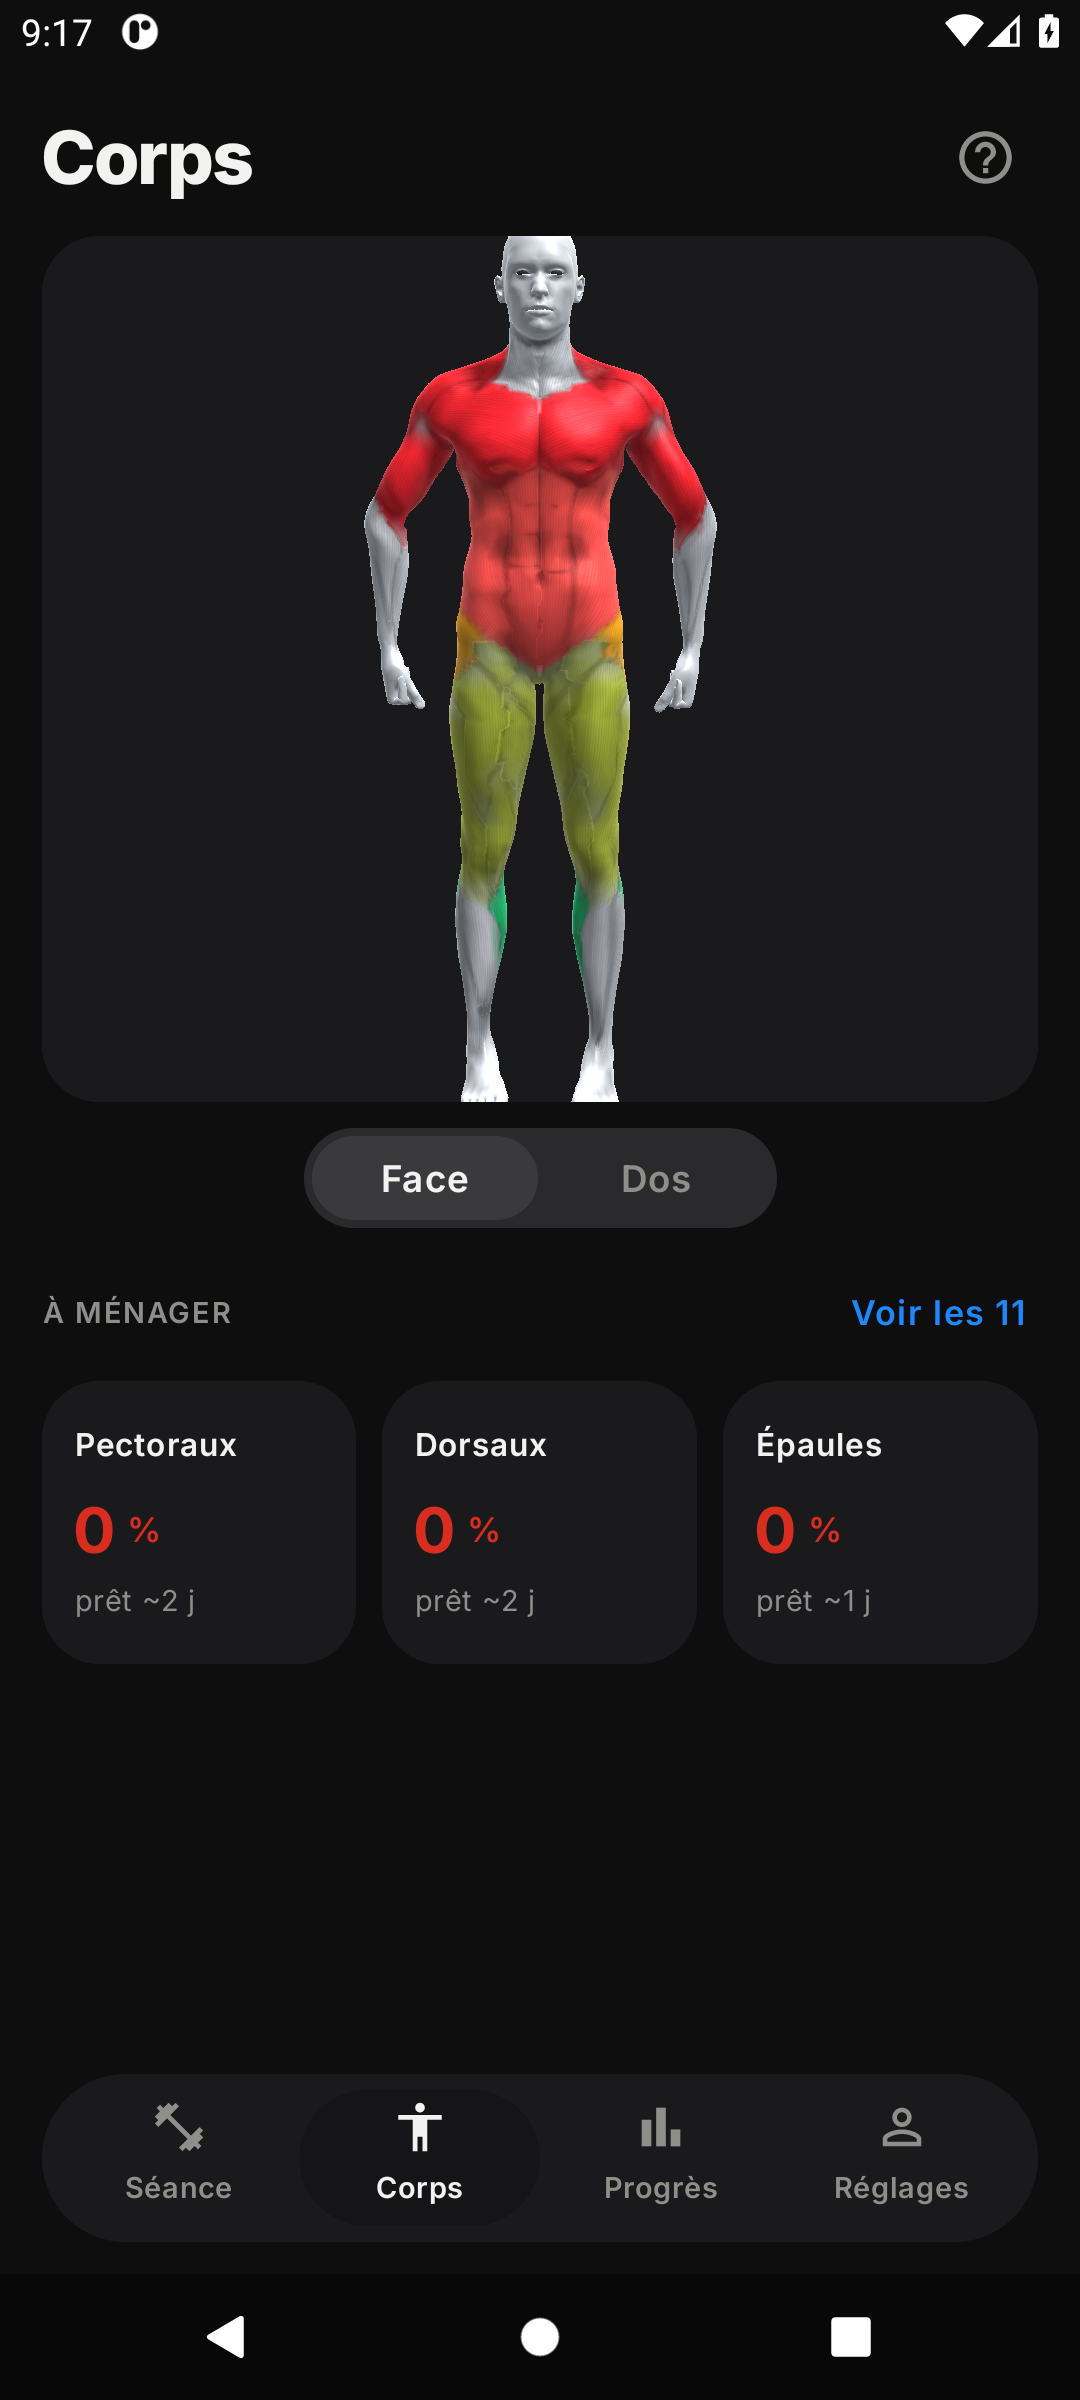 9:17
Corps
Face
Dos
À MÉNAGER
Voir les 11
Pectoraux
0 %
prêt ~2 j
Dorsaux
0 %
prêt ~2 j
Épaules
0 %
prêt ~1 j
Séance
Corps
Progrès
Réglages